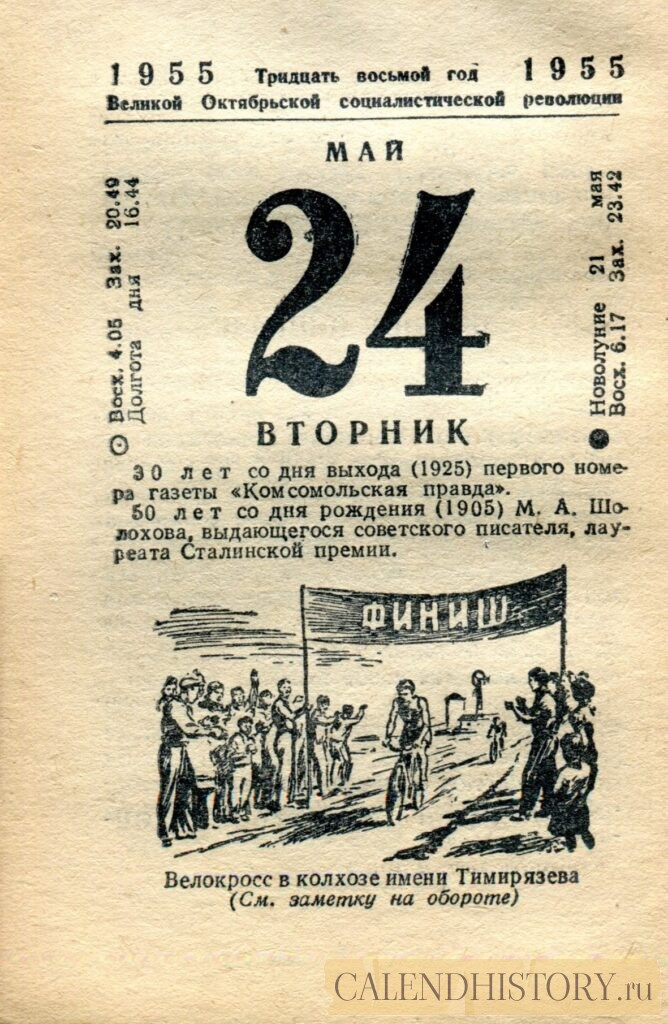 1955 Тридцать восьмой год 1955
Великой Октябрьской социалистической революции
МАЙ
Восх. 4.05 Зах. 20.49
Долгота дня 16.44
24
Новолуние 21 мая
Восх. 6.17 Зах. 23.42
ВТОРНИК
30 лет со дня выхода (1925) первого номе-
ра газеты «Комсомольская правда».
50 лет со дня рождения (1905) М. А. Шо-
лохова, выдающегося советского писателя, лау-
реата Сталинской премии.
ФИНИШ
Велокросс в колхозе имени Тимирязева
(См. заметку на обороте)
CALENDHISTORY.ru